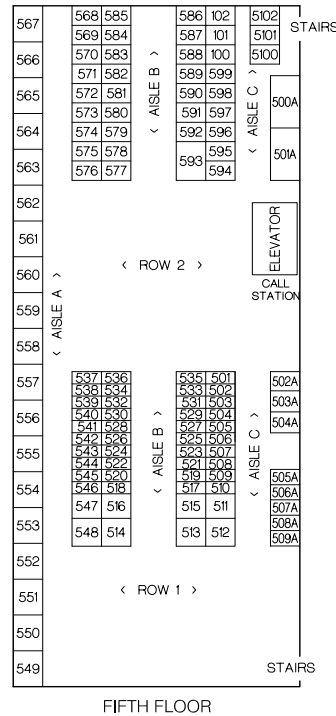 567 568 585 586 102 5102 STAIRS
569 584 587 101 5101
566 570 583 588 100 5100
571 582 589 599
565 572 581 590 598 500A
573 580 591 597
564 574 579 592 596
575 578 593 595 501A
563 576 577 594
< AISLE B >
< AISLE C >
562
561 ELEVATOR
< ROW 2 >
560 CALL
STATION
559
< AISLE A >
558
557 537 536 535 501 502A
538 534 533 502
539 532 531 503 503A
556 540 530 529 504 504A
541 528 527 505
555 542 526 525 506
543 524 523 507
544 522 521 508
545 520 519 509 505A
554 546 518 517 510 506A
547 516 515 511 507A
553 548 514 513 512 508A
509A
< AISLE B >
< AISLE C >
552
551 < ROW 1 >
550
549 STAIRS
FIFTH FLOOR